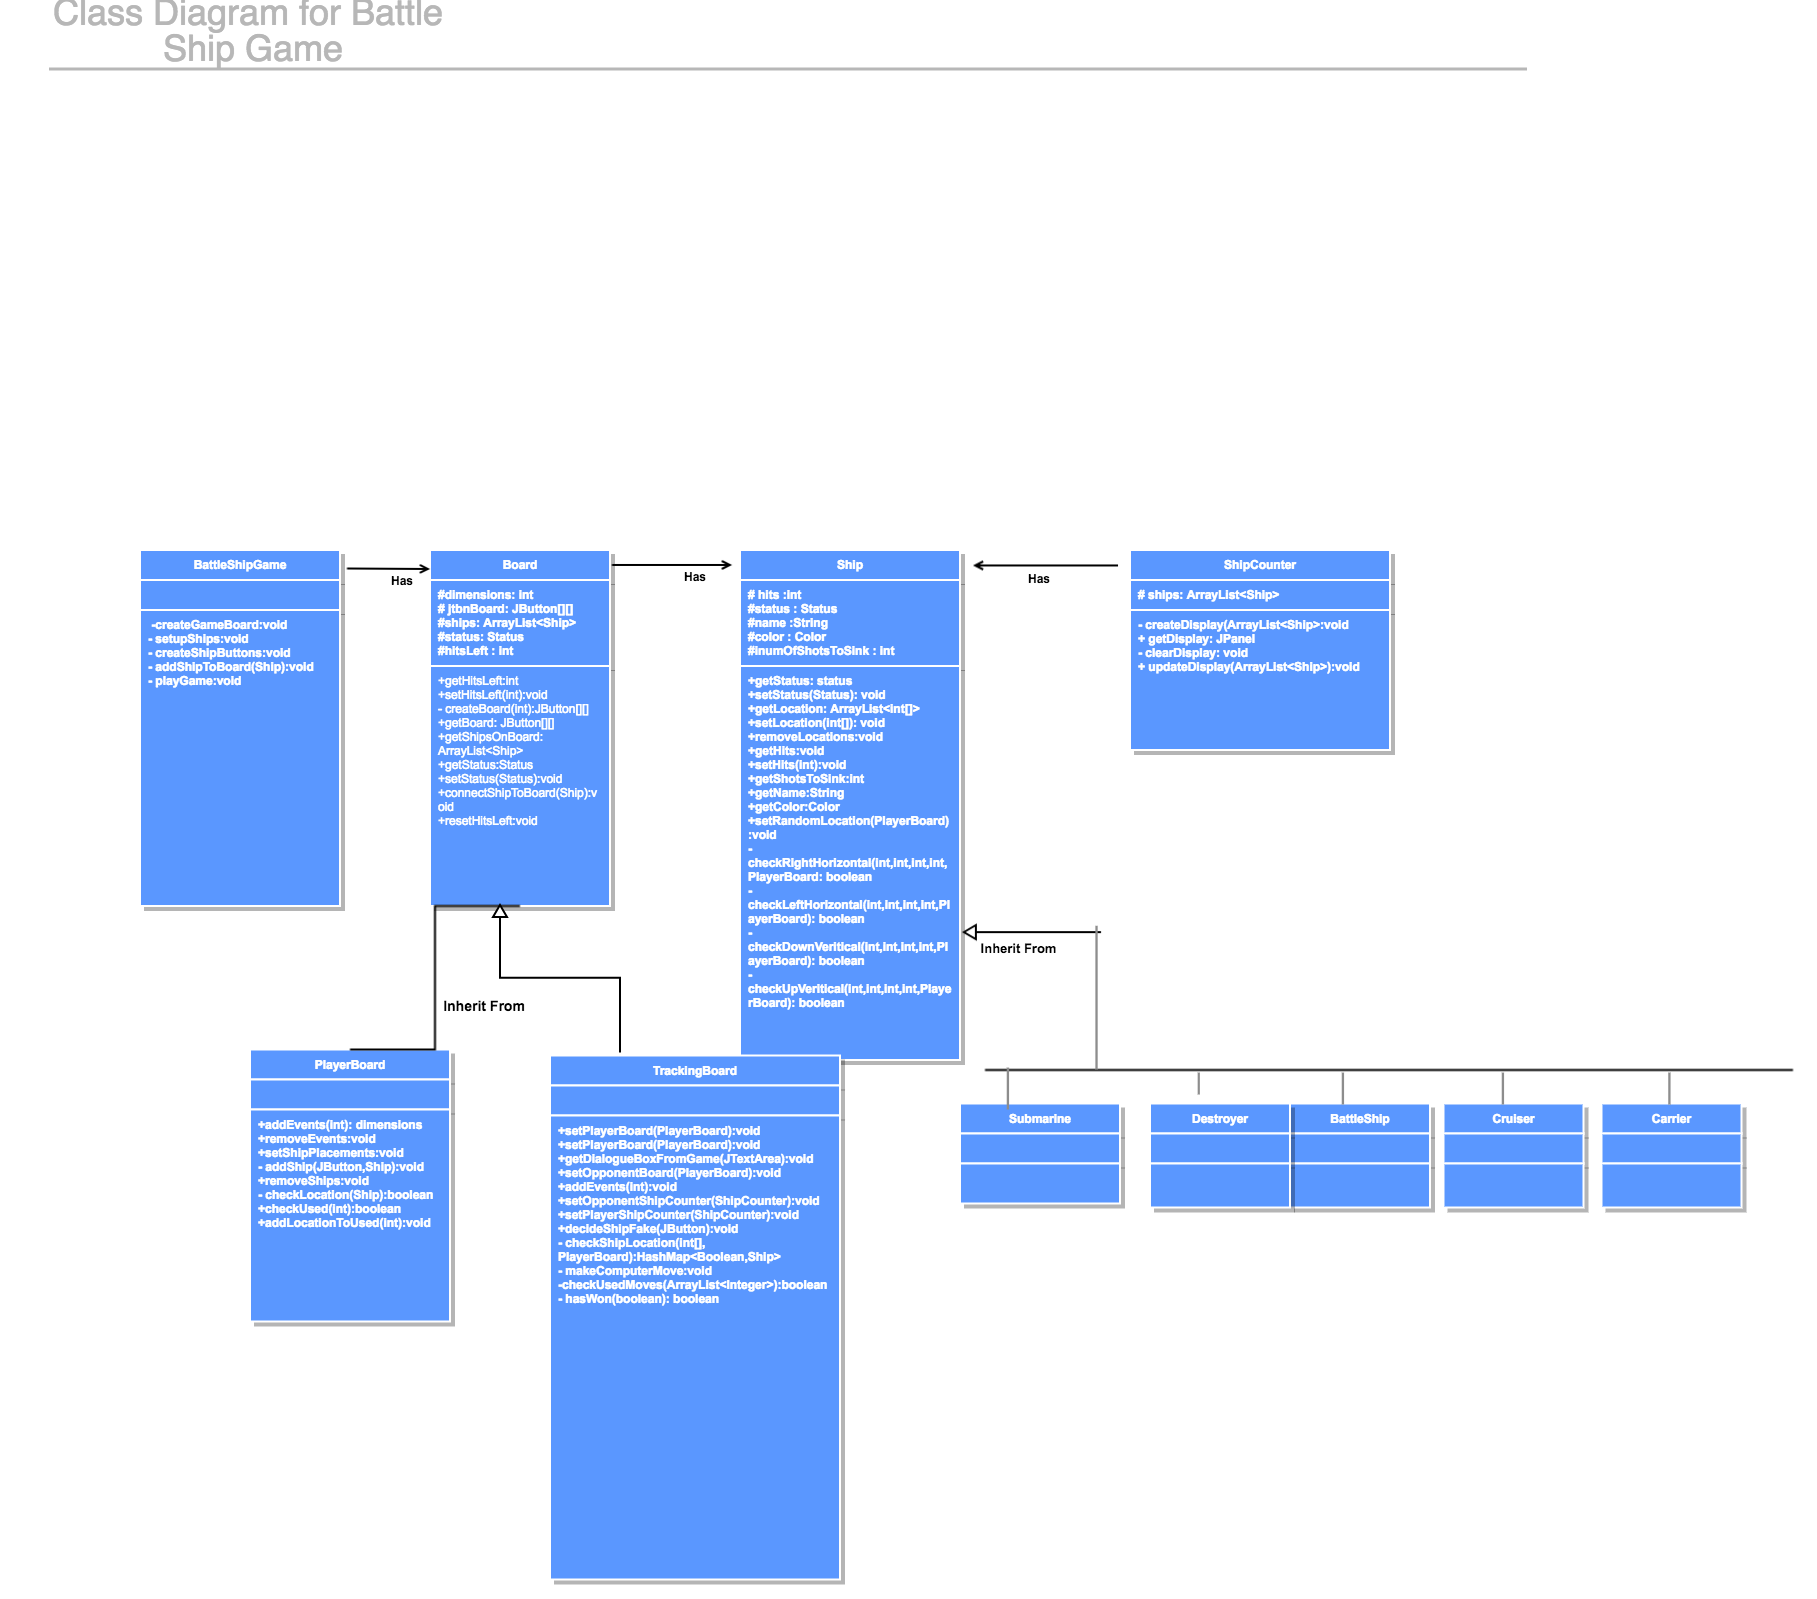 Class Diagram for Battle
Ship Game
BattleShipGame
-createGameBoard:void
- setupShips:void
- createShipButtons:void
- addShipToBoard(Ship):void
- playGame:void
Has
Board
#dimensions: int
# jtbnBoard: JButton[][]
#ships: ArrayList<Ship>
#status: Status
#hitsLeft : int
+getHitsLeft:int
+setHitsLeft(int):void
- createBoard(int):JButton[][]
+getBoard: JButton[][]
+getShipsOnBoard:
ArrayList<Ship>
+getStatus:Status
+setStatus(Status):void
+connectShipToBoard(Ship):v
oid
+resetHitsLeft:void
Has
Ship
# hits :int
#status : Status
#name :String
#color : Color
#inumOfShotsToSink : int
+getStatus: status
+setStatus(Status): void
+getLocation: ArrayList<int[]>
+setLocation(int[]): void
+removeLocations:void
+getHits:void
+setHits(int):void
+getShotsToSink:int
+getName:String
+getColor:Color
+setRandomLocation(PlayerBoard)
:void
-
checkRightHorizontal(int,int,int,int,
PlayerBoard: boolean
-
checkLeftHorizontal(int,int,int,int,Pl
ayerBoard): boolean
-
checkDownVeritical(int,int,int,int,Pl
ayerBoard): boolean
-
checkUpVeritical(int,int,int,int,Playe
rBoard): boolean
Has
ShipCounter
# ships: ArrayList<Ship>
- createDisplay(ArrayList<Ship>:void
+ getDisplay: JPanel
- clearDisplay: void
+ updateDisplay(ArrayList<Ship>):void
Inherit From
Inherit From
PlayerBoard
+addEvents(int): dimensions
+removeEvents:void
+setShipPlacements:void
- addShip(JButton,Ship):void
+removeShips:void
- checkLocation(Ship):boolean
+checkUsed(int):boolean
+addLocationToUsed(int):void
TrackingBoard
+setPlayerBoard(PlayerBoard):void
+setPlayerBoard(PlayerBoard):void
+getDialogueBoxFromGame(JTextArea):void
+setOpponentBoard(PlayerBoard):void
+addEvents(int):void
+setOpponentShipCounter(ShipCounter):void
+setPlayerShipCounter(ShipCounter):void
+decideShipFake(JButton):void
- checkShipLocation(int[],
PlayerBoard):HashMap<Boolean,Ship>
- makeComputerMove:void
-checkUsedMoves(ArrayList<Integer>):boolean
- hasWon(boolean): boolean
Submarine
Destroyer
BattleShip
Cruiser
Carrier